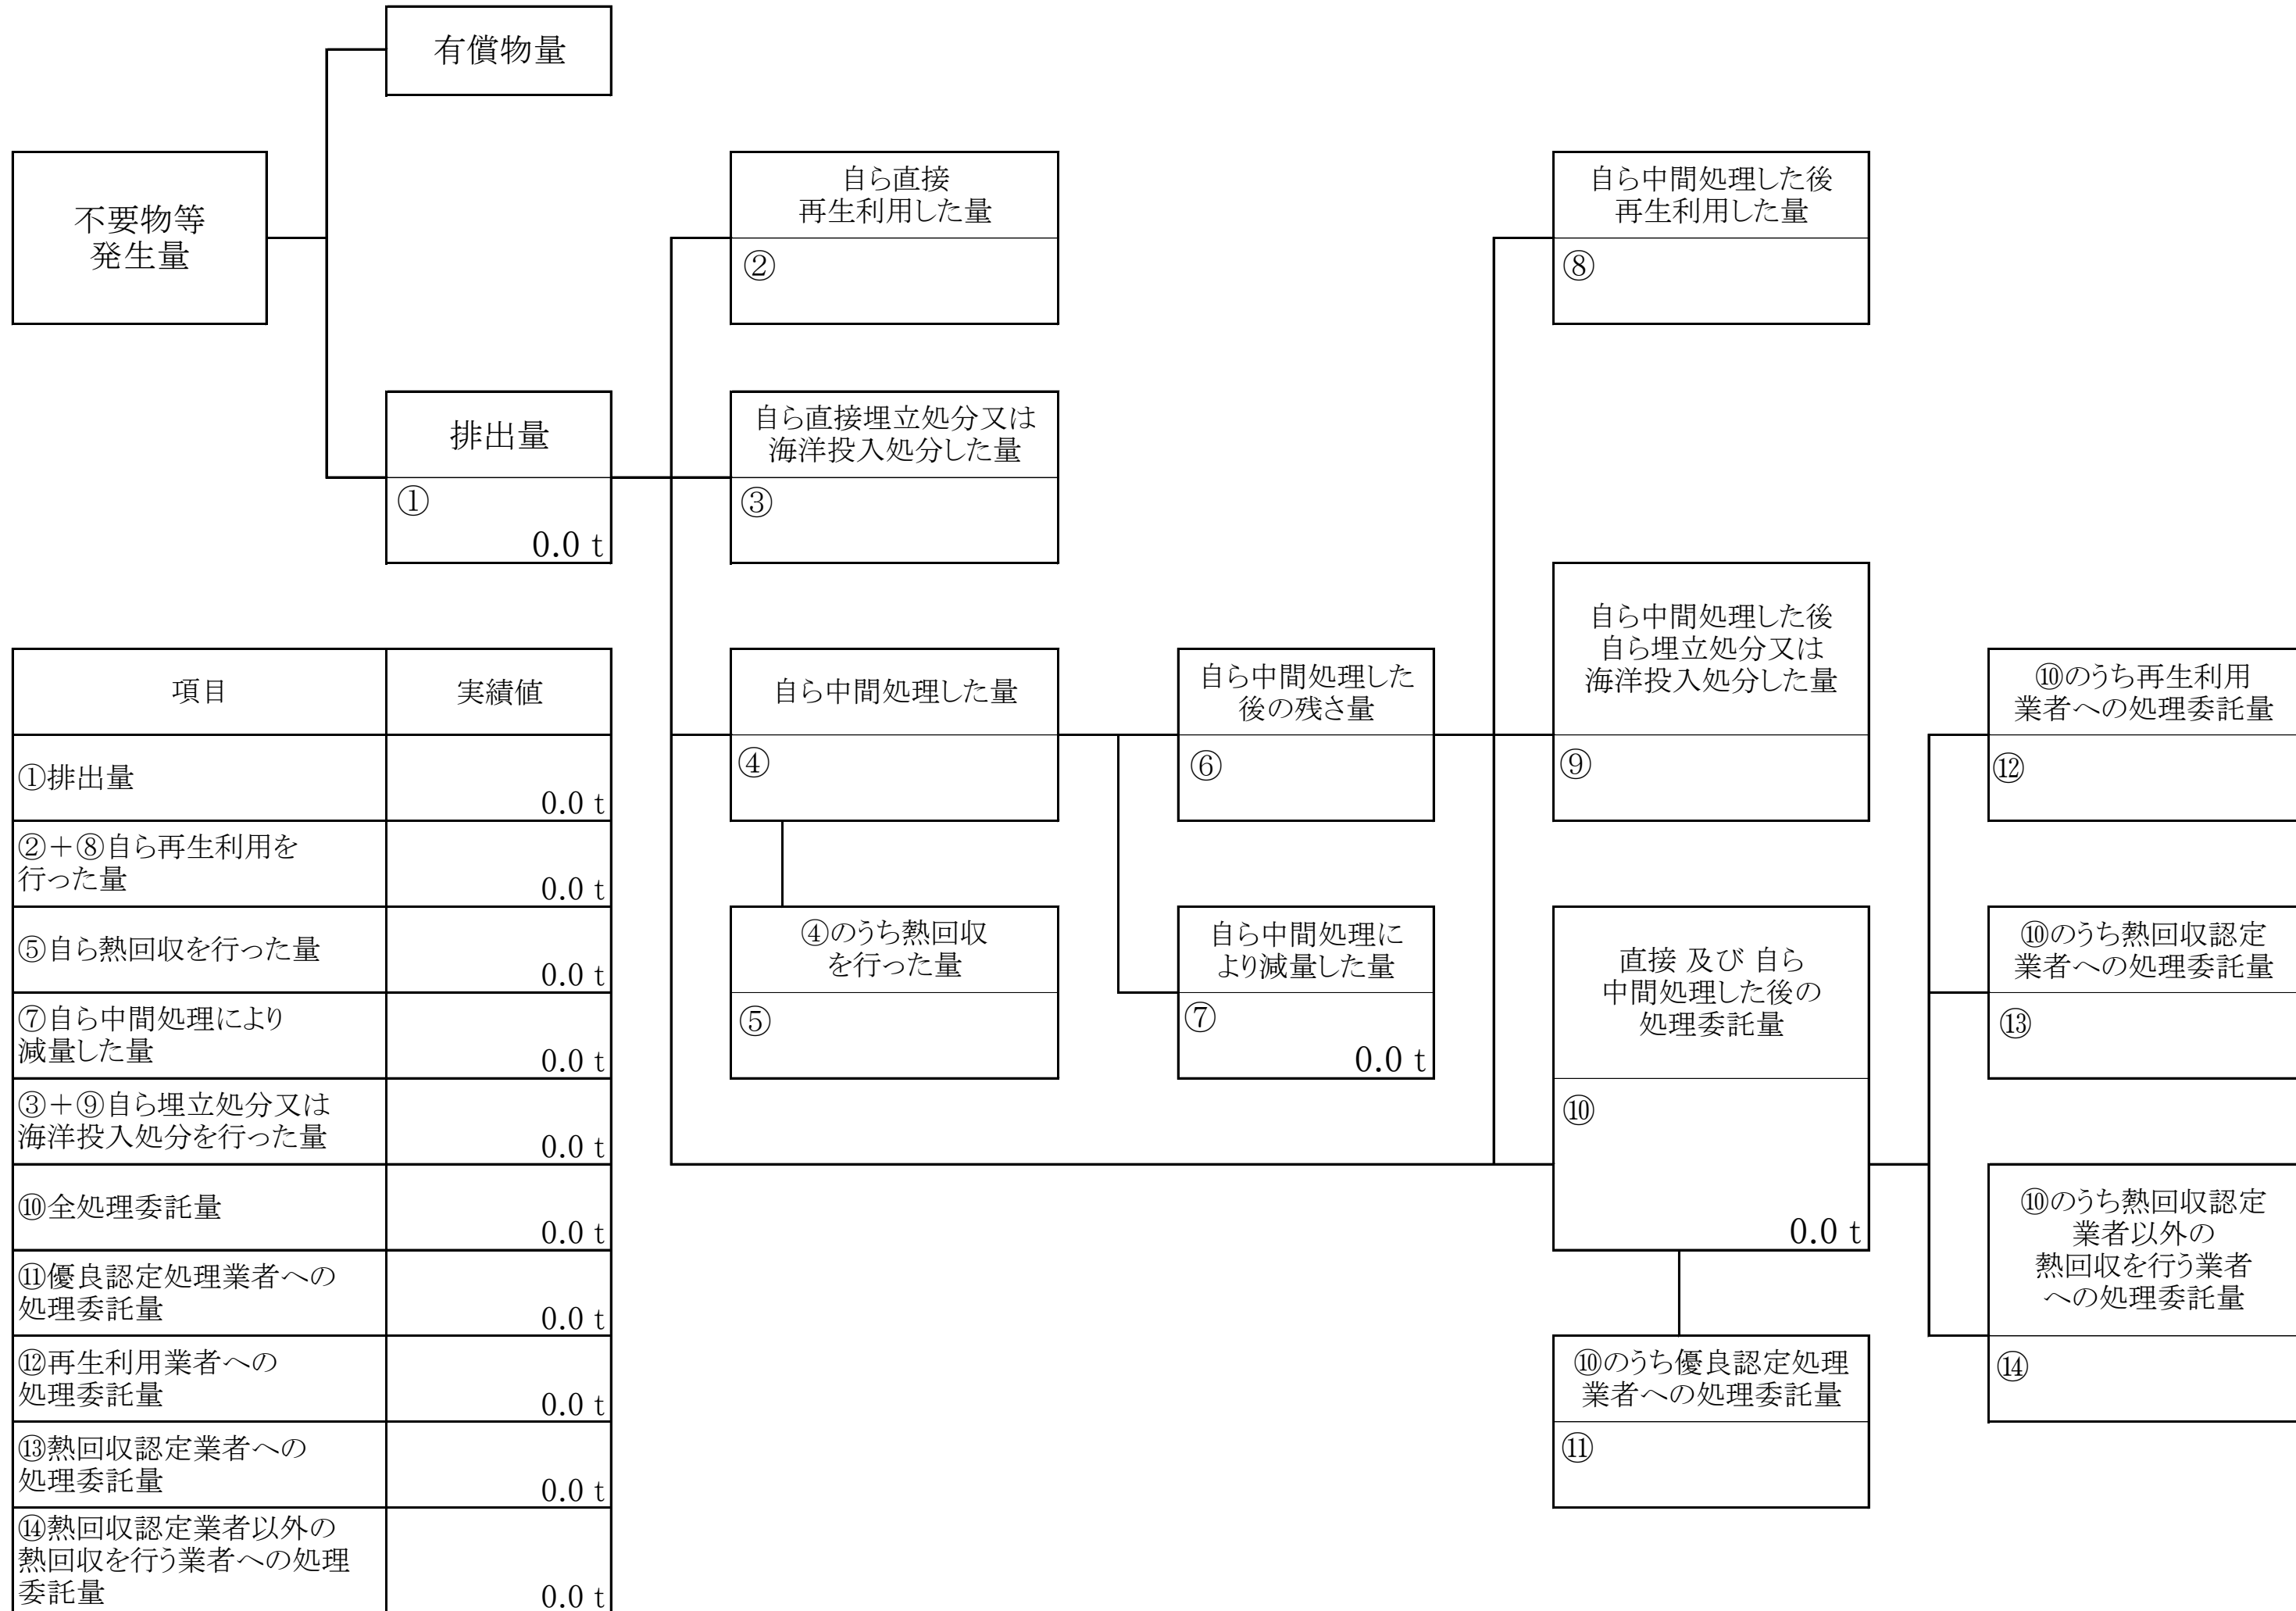 有償物量
不要物等
発生量
自ら直接
再生利用した量
②
自ら中間処理した後
再生利用した量
⑧
排出量
①
0.0 t
自ら直接埋立処分又は
海洋投入処分した量
③
自ら中間処理した量
④
自ら中間処理した
後の残さ量
⑥
自ら中間処理した後
自ら埋立処分又は
海洋投入処分した量
⑨
⑩のうち再生利用
業者への処理委託量
⑫
④のうち熱回収
を行った量
⑤
自ら中間処理に
より減量した量
⑦
0.0 t
直接 及び 自ら
中間処理した後の
処理委託量
⑩
0.0 t
⑩のうち熱回収認定
業者への処理委託量
⑬
⑩のうち熱回収認定
業者以外の
熱回収を行う業者
への処理委託量
⑭
⑩のうち優良認定処理
業者への処理委託量
⑪
項目
実績値
①排出量
0.0 t
②+⑧自ら再生利用を
行った量
0.0 t
⑤自ら熱回収を行った量
0.0 t
⑦自ら中間処理により
減量した量
0.0 t
③+⑨自ら埋立処分又は
海洋投入処分を行った量
0.0 t
⑩全処理委託量
0.0 t
⑪優良認定処理業者への
処理委託量
0.0 t
⑫再生利用業者への
処理委託量
0.0 t
⑬熱回収認定業者への
処理委託量
0.0 t
⑭熱回収認定業者以外の
熱回収を行う業者への処理
委託量
0.0 t